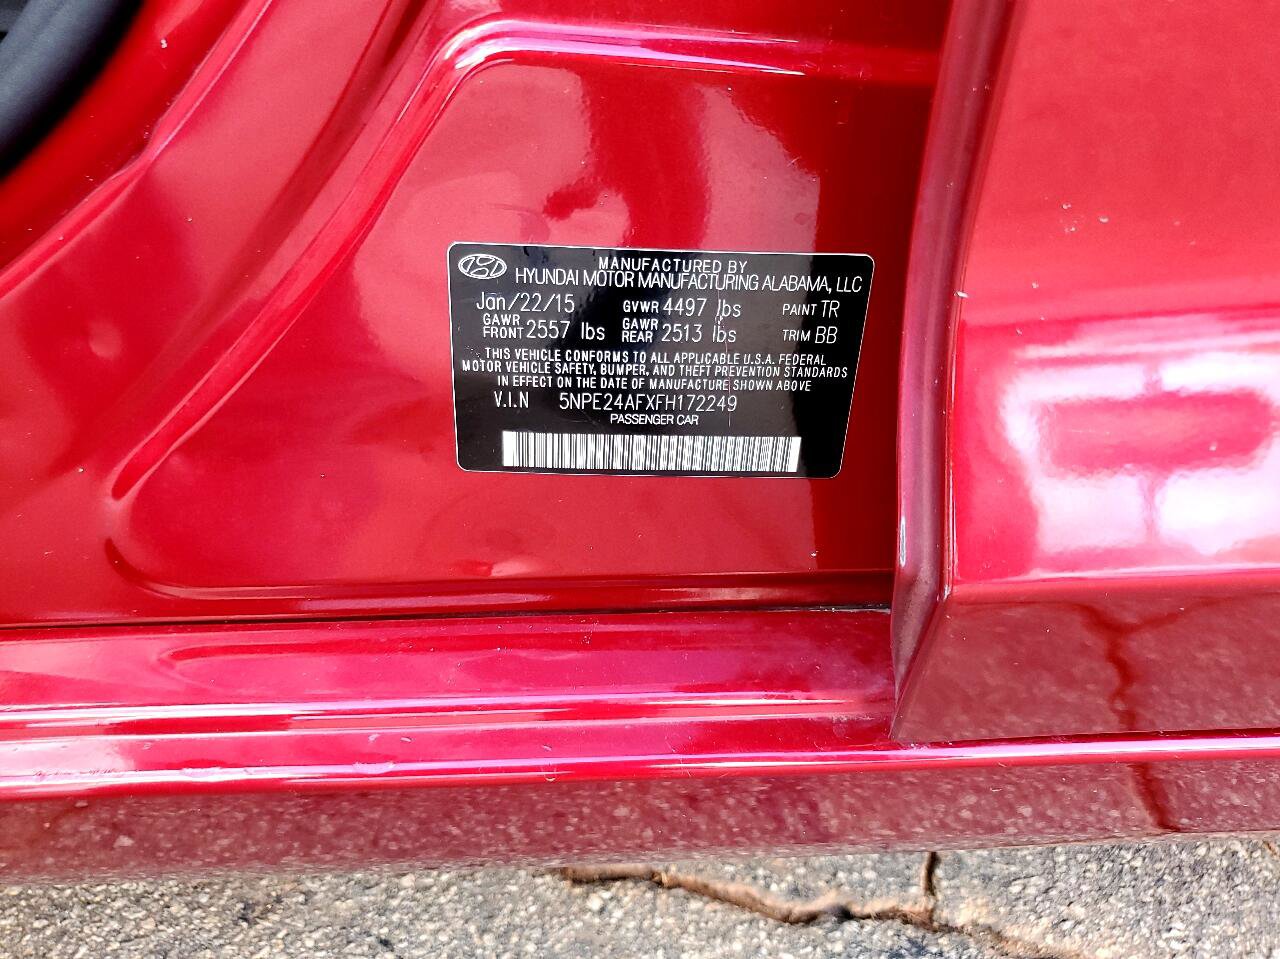 MANUFACTURED BY
HYUNDAI MOTOR MANUFACTURING ALABAMA, LLC
Jan/22/15 GVWR 4497 lbs PAINT TR
GAWR FRONT 2557 lbs GAWR REAR 2513 lbs TRIM BB
THIS VEHICLE CONFORMS TO ALL APPLICABLE U.S.A. FEDERAL
MOTOR VEHICLE SAFETY, BUMPER, AND THEFT PREVENTION STANDARDS
IN EFFECT ON THE DATE OF MANUFACTURE SHOWN ABOVE
V.I.N 5NPE24AFXFH172249
PASSENGER CAR